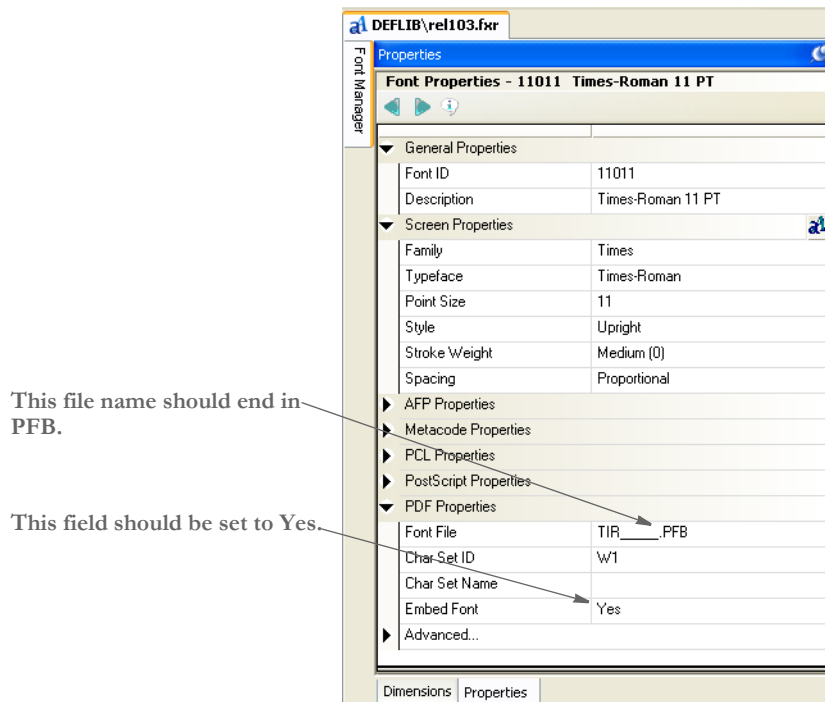 DEFLIB\rel103.fxr
Font Manager
Properties
Font Properties - 11011 Times-Roman 11 PT
General Properties
Font ID 11011
Description Times-Roman 11 PT
Screen Properties
Family Times
Typeface Times-Roman
Point Size 11
Style Upright
Stroke Weight Medium (0)
Spacing Proportional
This file name should end in
PFB.
AFP Properties
Metacode Properties
PCL Properties
PostScript Properties
PDF Properties
This field should be set to Yes.
Font File TIR_____.PFB
Char Set ID W1
Char Set Name
Embed Font Yes
Advanced...
Dimensions Properties